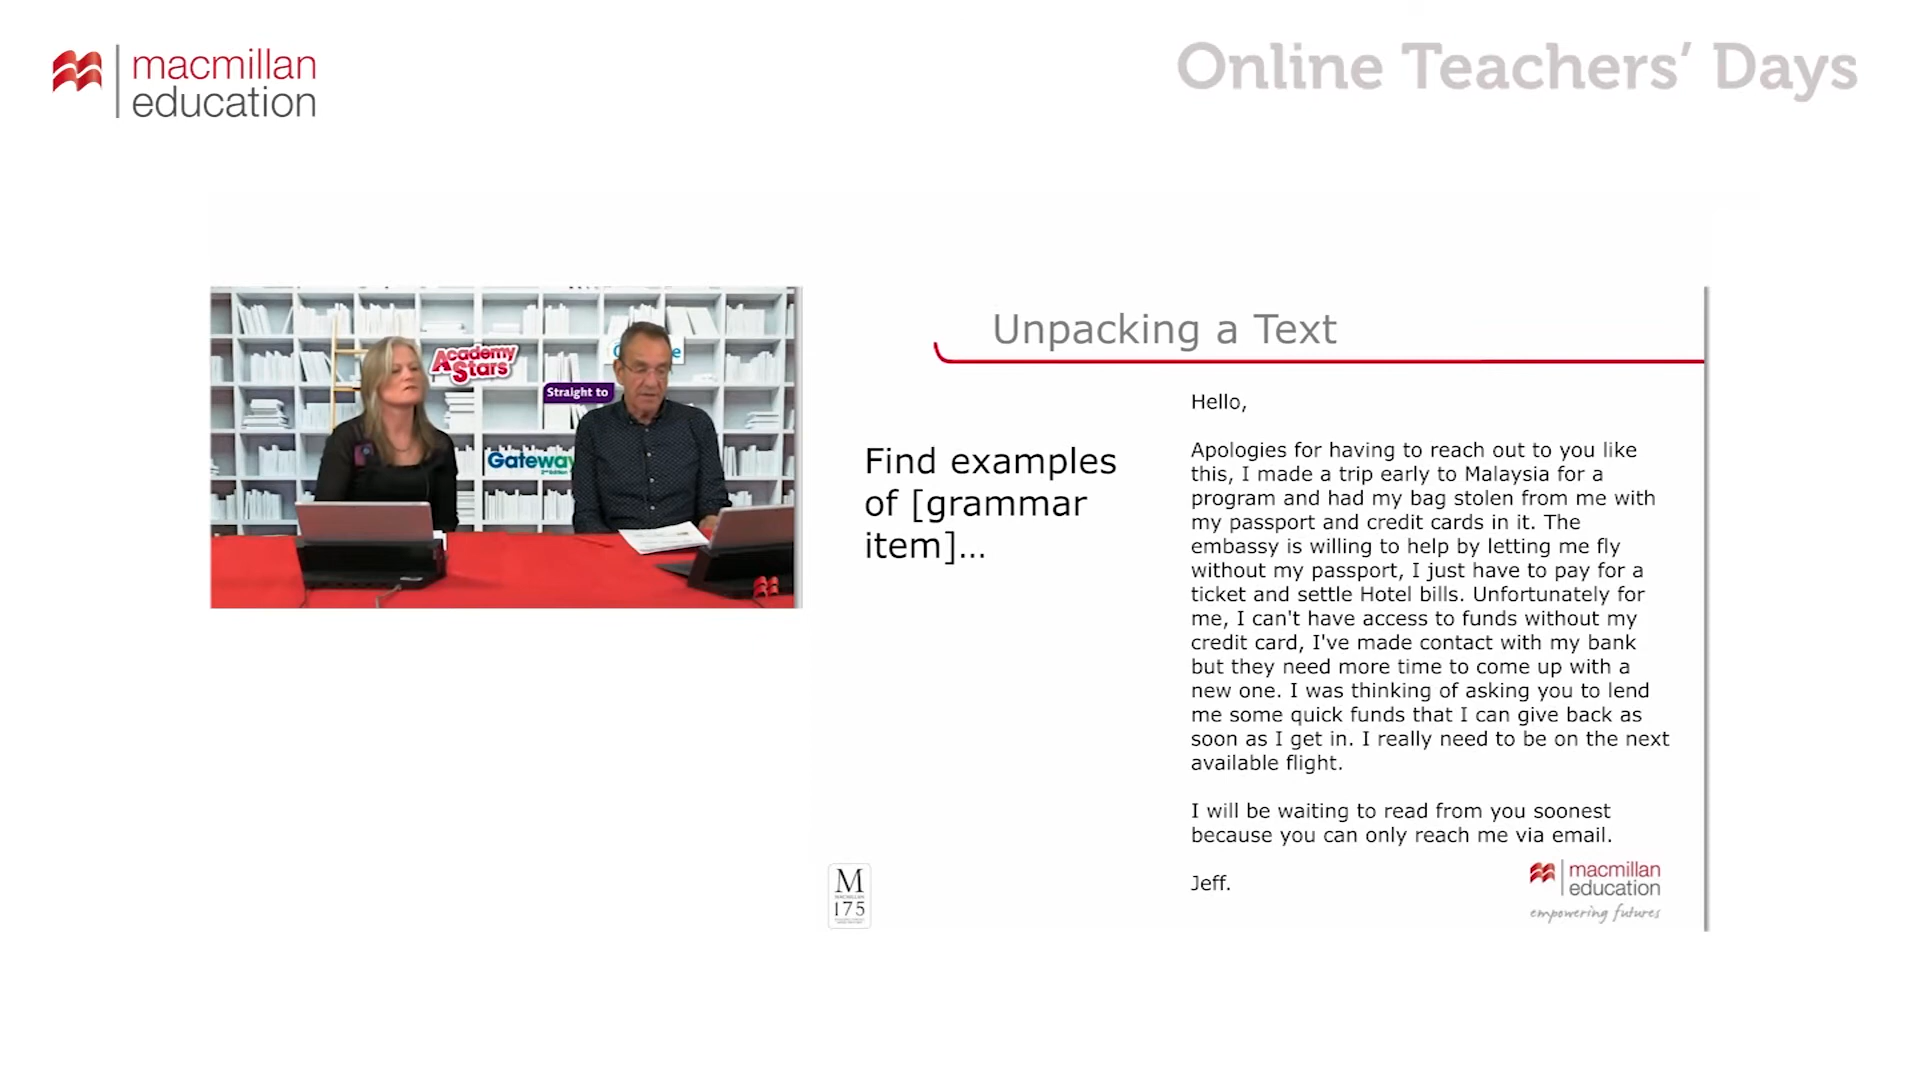 macmillan
education
Online Teachers’ Days
Academy
Stars
Straight to
Gateway
2nd Edition
Unpacking a Text
Find examples
of [grammar
item]...
Hello,
Apologies for having to reach out to you like
this, I made a trip early to Malaysia for a
program and had my bag stolen from me with
my passport and credit cards in it. The
embassy is willing to help by letting me fly
without my passport, I just have to pay for a
ticket and settle Hotel bills. Unfortunately for
me, I can't have access to funds without my
credit card, I've made contact with my bank
but they need more time to come up with a
new one. I was thinking of asking you to lend
me some quick funds that I can give back as
soon as I get in. I really need to be on the next
available flight.
I will be waiting to read from you soonest
because you can only reach me via email.
Jeff.
M
MACMILLAN
175
macmillan
education
empowering futures